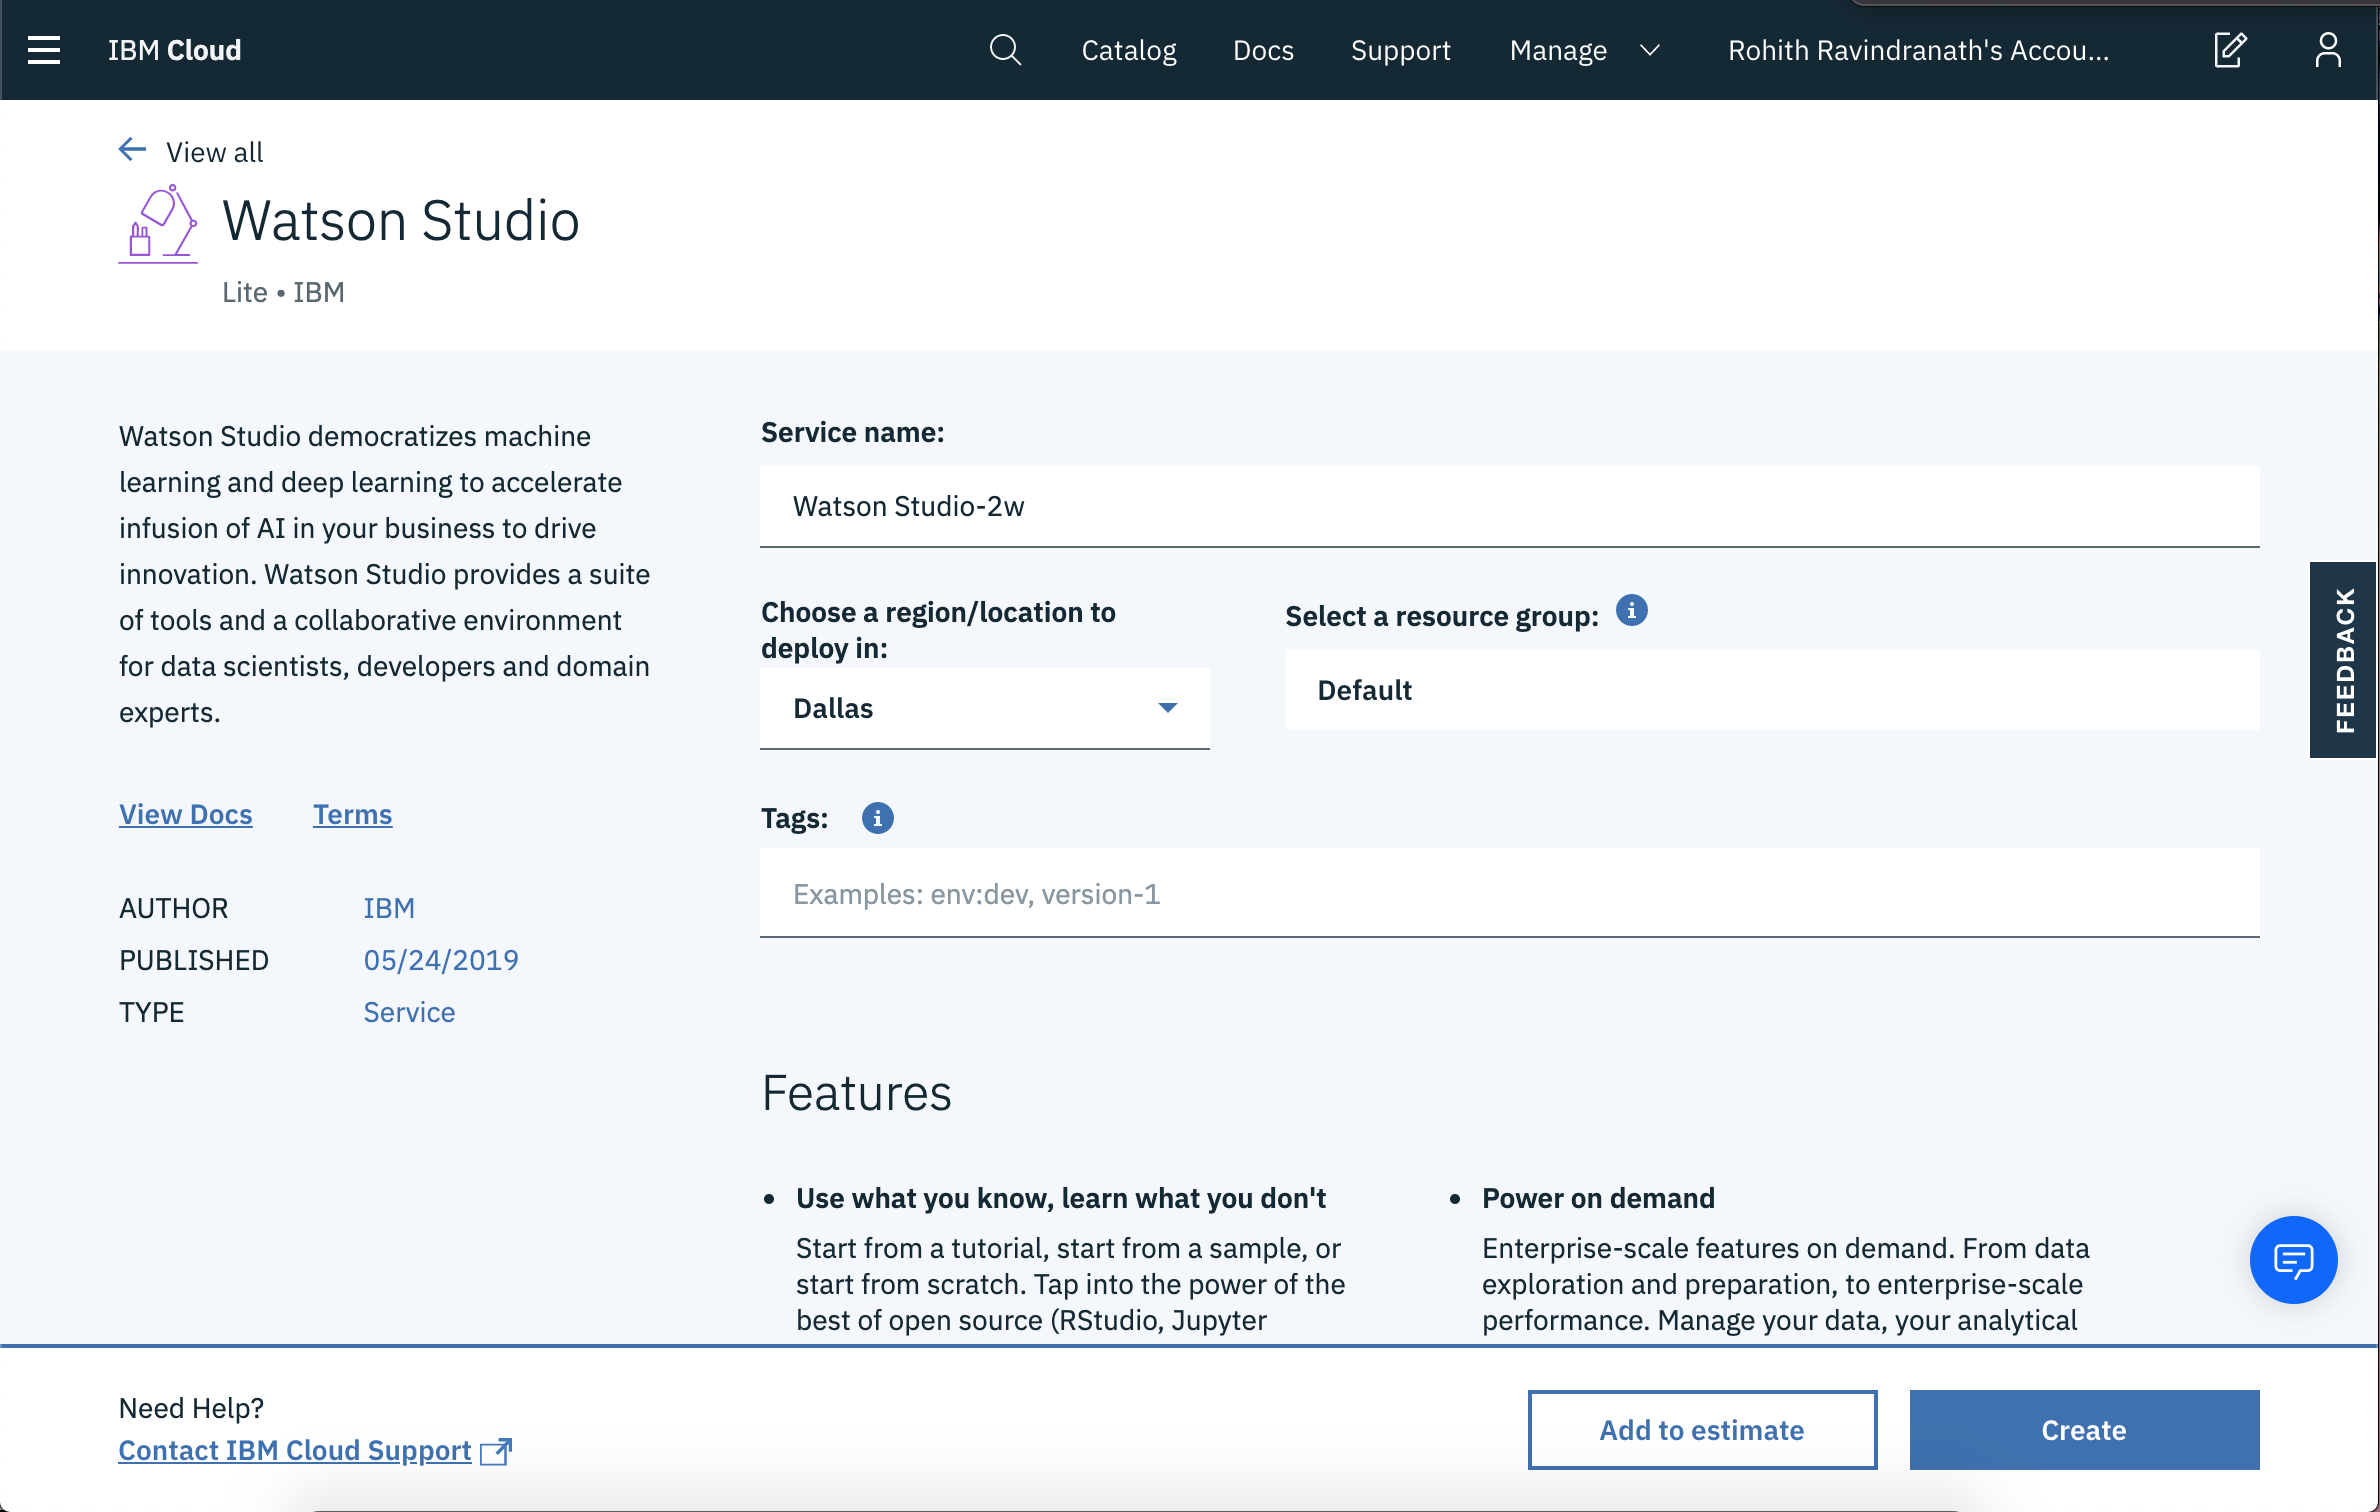 IBM Cloud Catalog Docs Support Manage Rohith Ravindranath's Accou...
View all
Watson Studio
Lite • IBM
Watson Studio democratizes machine
learning and deep learning to accelerate
infusion of AI in your business to drive
innovation. Watson Studio provides a suite
of tools and a collaborative environment
for data scientists, developers and domain
experts.
View Docs Terms
AUTHOR IBM
PUBLISHED 05/24/2019
TYPE Service
Service name:
Watson Studio-2w
Choose a region/location to
deploy in:
Dallas
Select a resource group:
Default
Tags:
Examples: env:dev, version-1
Features
• Use what you know, learn what you don't
Start from a tutorial, start from a sample, or
start from scratch. Tap into the power of the
best of open source (RStudio, Jupyter
• Power on demand
Enterprise-scale features on demand. From data
exploration and preparation, to enterprise-scale
performance. Manage your data, your analytical
FEEDBACK
Need Help?
Contact IBM Cloud Support
Add to estimate
Create